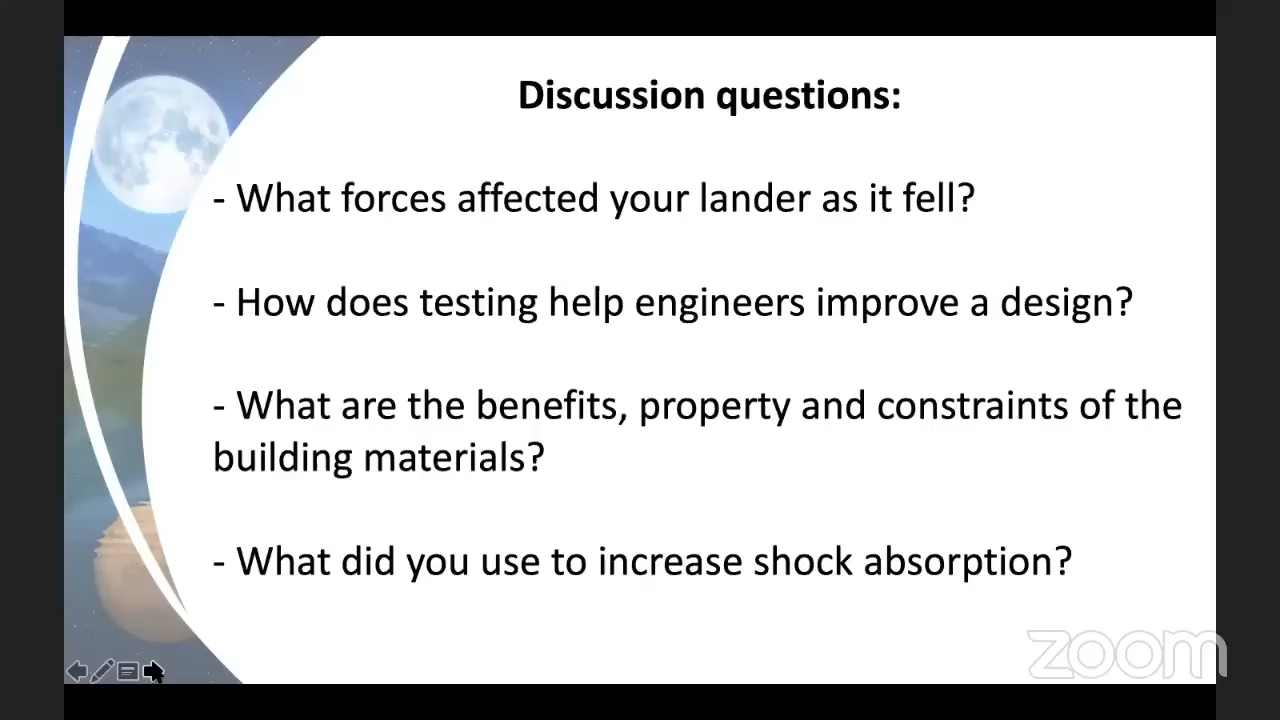 Discussion questions:
- What forces affected your lander as it fell?
- How does testing help engineers improve a design?
- What are the benefits, property and constraints of the
building materials?
- What did you use to increase shock absorption?
zoom